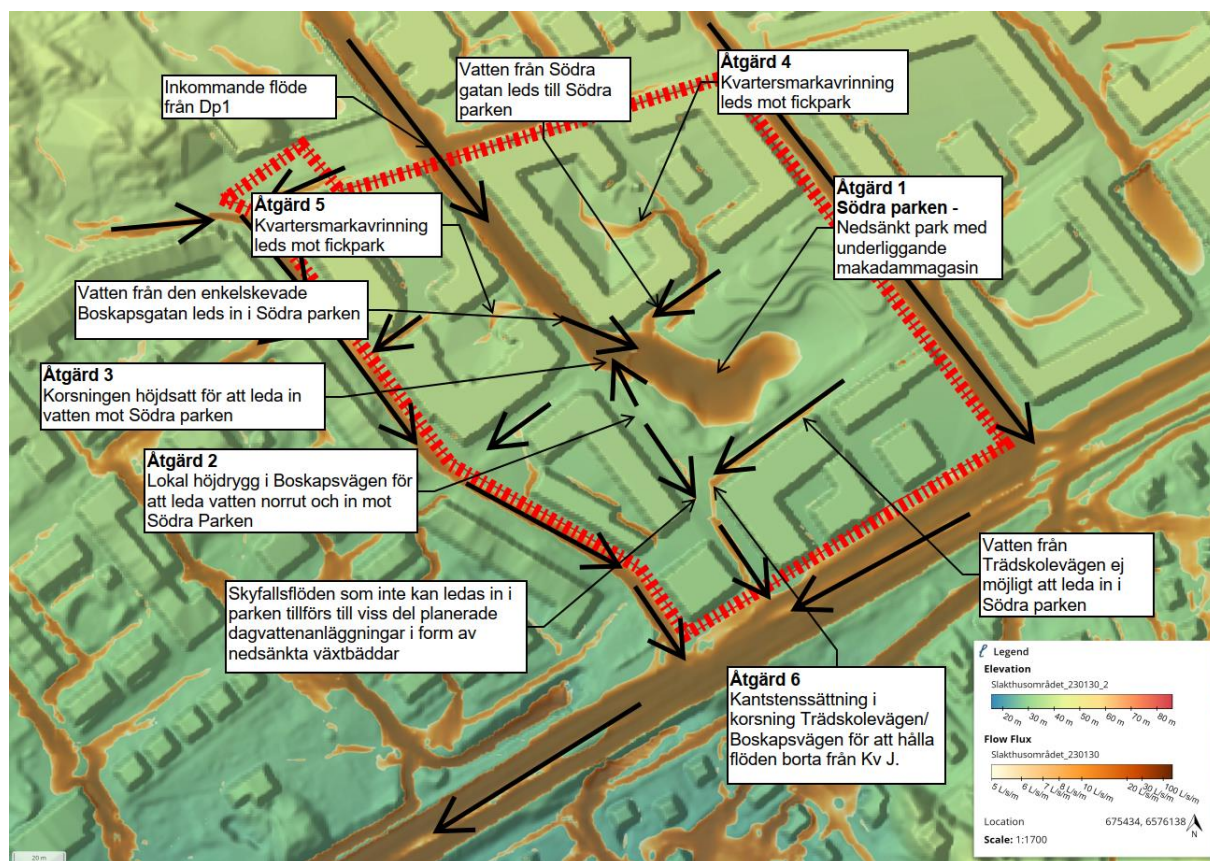 Inkommande flöde
från Dp1
Vatten från Södra
gatan leds till Södra
parken
Åtgärd 4
Kvartersmarkavrinning
leds mot fickpark
Åtgärd 5
Kvartersmarkavrinning
leds mot fickpark
Åtgärd 1
Södra parken -
Nedsänkt park med
underliggande
makadammagasin
Vatten från den enkelskevade
Boskapsgatan leds in i Södra parken
Åtgärd 3
Korsningen höjdsatt för att leda in
vatten mot Södra parken
Åtgärd 2
Lokal höjdrygg i Boskapsvägen för
att leda vatten norrut och in mot
Södra Parken
Skyfallsflöden som inte kan ledas in i
parken tillförs till viss del planerade
dagvattenanläggningar i form av
nedsänkta växtbäddar
Vatten från
Trädskolevägen ej
möjligt att leda in i
Södra parken
Åtgärd 6
Kantstenssättning i
korsning Trädskolevägen/
Boskapsvägen för att hålla
flöden borta från Kv J.
Legend
Elevation
Slakthusområdet_230130_2
20 m 30 m 40 m 50 m 60 m 70 m 80 m
Flow Flux
Slakthusområdet_230130
5 L/s/m 6 L/s/m 7 L/s/m 8 L/s/m 10 L/s/m 20 L/s/m 30 L/s/m 100 L/s/m
Location 675434, 6576138
Scale: 1:1700
N
20 m